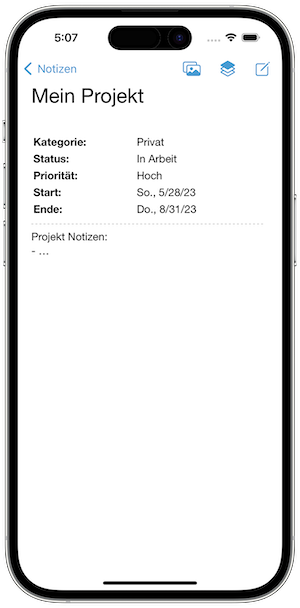 5:07
Notizen
Mein Projekt
Kategorie: Privat
Status: In Arbeit
Priorität: Hoch
Start: So., 5/28/23
Ende: Do., 8/31/23
Projekt Notizen:
- ...